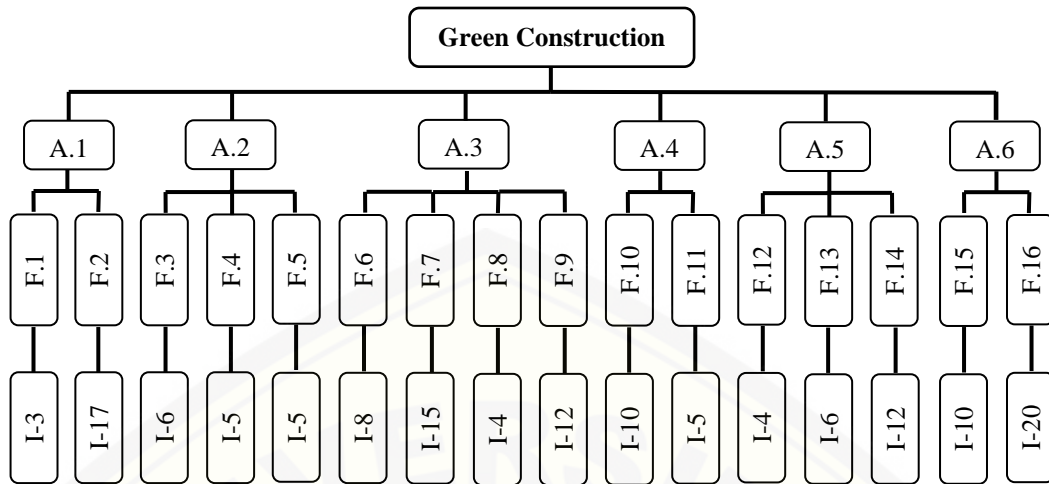 Green Construction
A.1
A.2
A.3
A.4
A.5
A.6
F.1
F.2
F.3
F.4
F.5
F.6
F.7
F.8
F.9
F.10
F.11
F.12
F.13
F.14
F.15
F.16
I-3
I-17
I-6
I-5
I-5
I-8
I-15
I-4
I-12
I-10
I-5
I-4
I-6
I-12
I-10
I-20